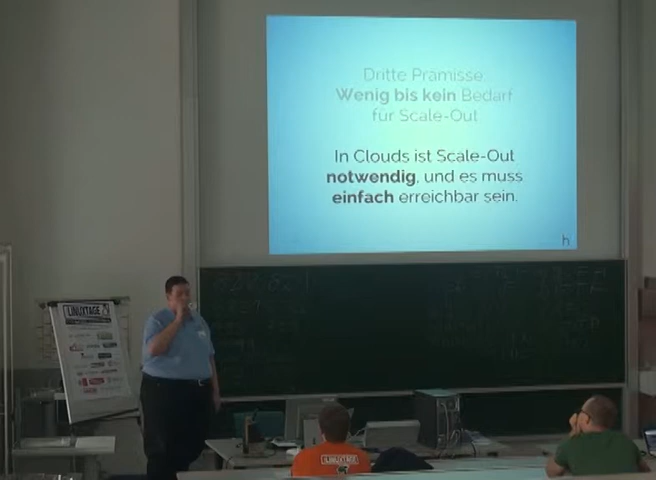 Dritte Prämisse
Wenig bis kein Bedarf
für Scale-Out
In Clouds ist Scale-Out
notwendig, und es muss
einfach erreichbar sein.
h
LINUXTAGE
LINUXTAGE